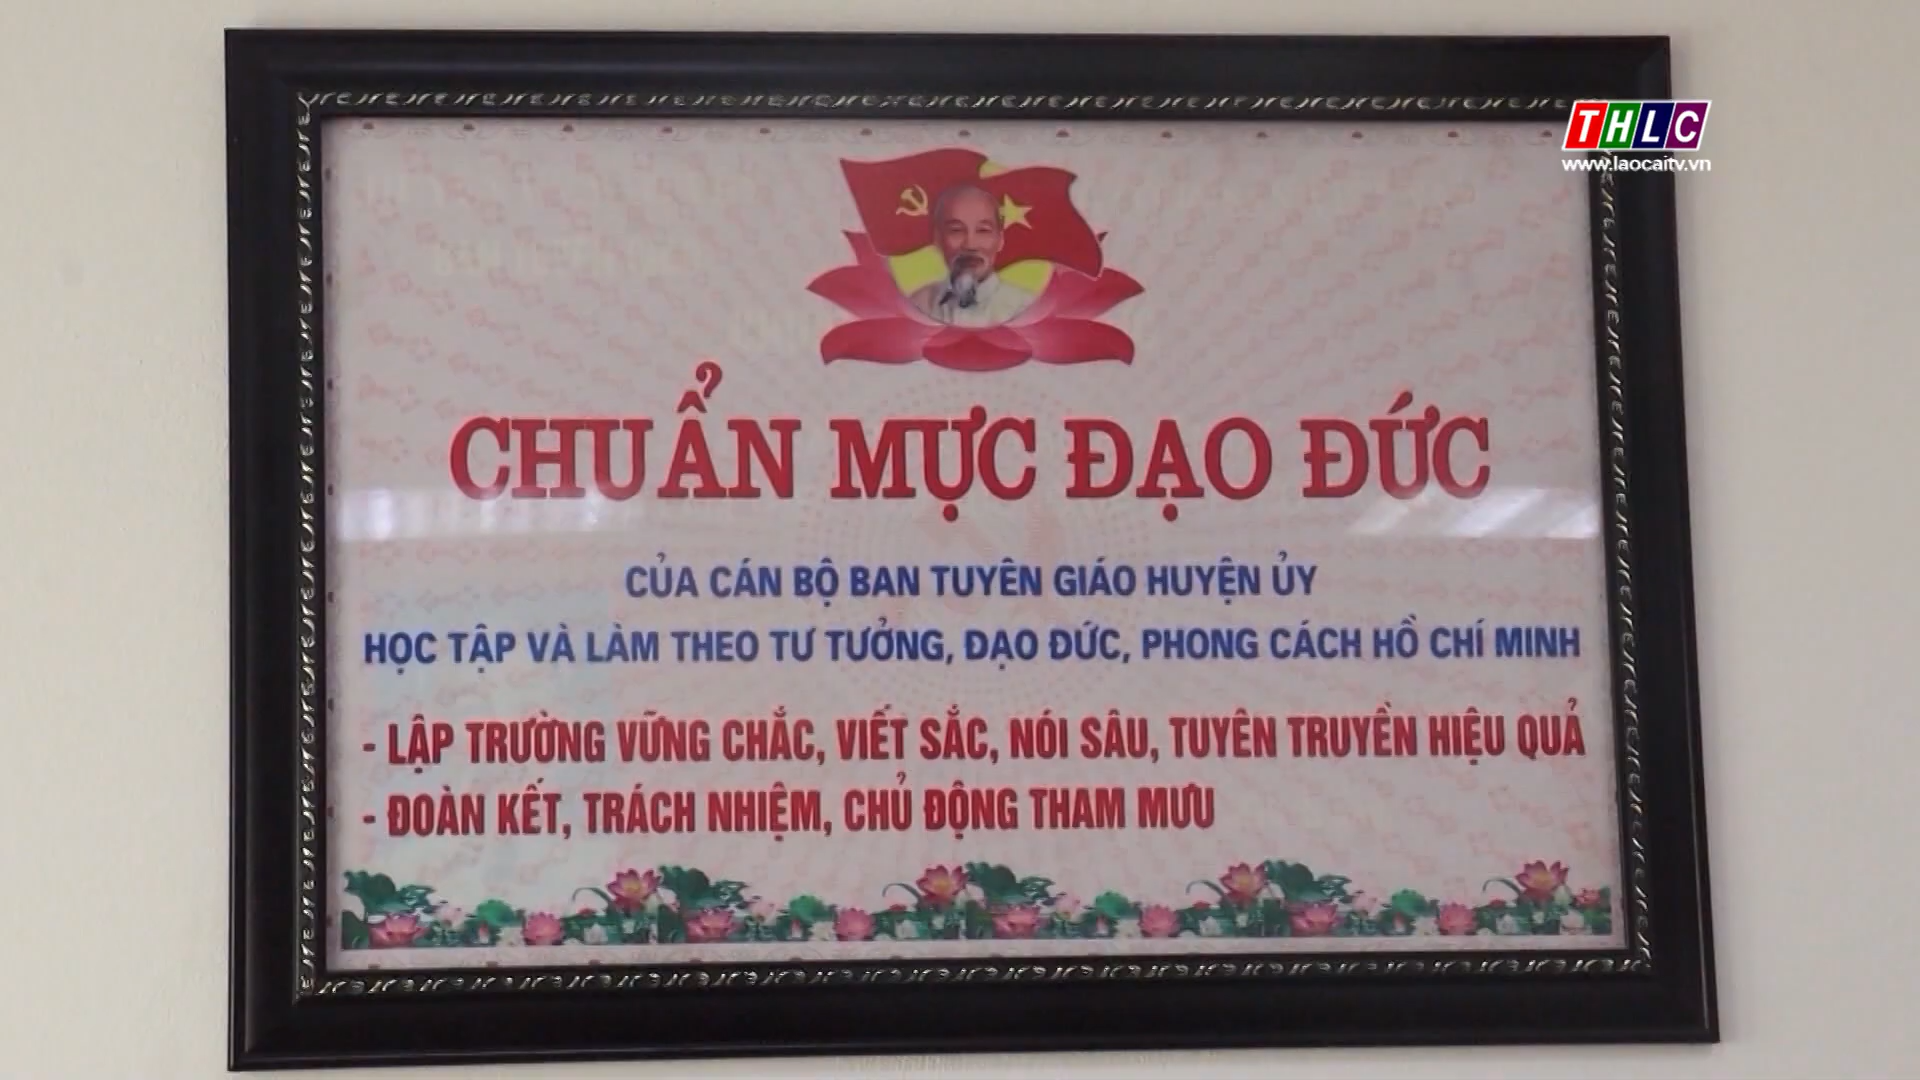 THLC
www.laocaitv.vn
CHUẨN MỰC ĐẠO ĐỨC
CỦA CÁN BỘ BAN TUYÊN GIÁO HUYỆN ỦY
HỌC TẬP VÀ LÀM THEO TƯ TƯỞNG, ĐẠO ĐỨC, PHONG CÁCH HỒ CHÍ MINH
- LẬP TRƯỜNG VỮNG CHẮC, VIẾT SẮC, NÓI SÂU, TUYÊN TRUYỀN HIỆU QUẢ
- ĐOÀN KẾT, TRÁCH NHIỆM, CHỦ ĐỘNG THAM MƯU